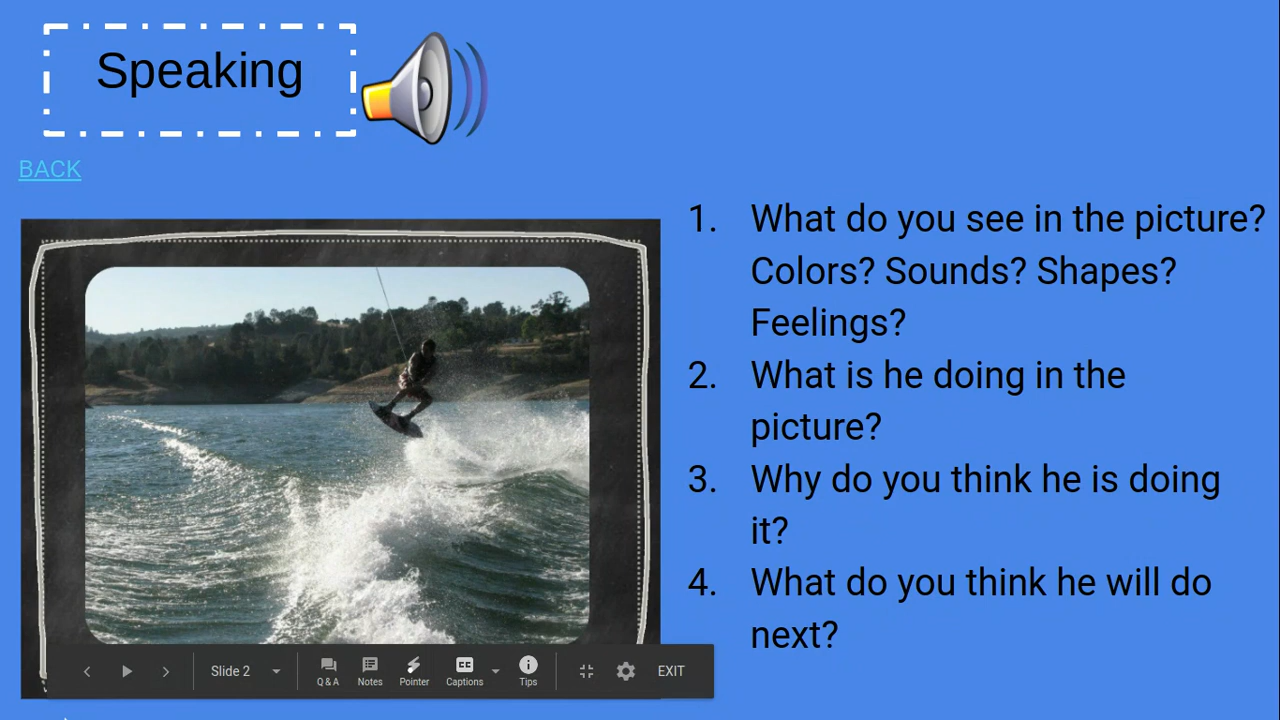 Speaking
BACK
1. What do you see in the picture?
Colors? Sounds? Shapes?
Feelings?
2. What is he doing in the
picture?
3. Why do you think he is doing
it?
4. What do you think he will do
next?
Slide 2
Q & A
Notes
Pointer
CC
Captions
Tips
EXIT